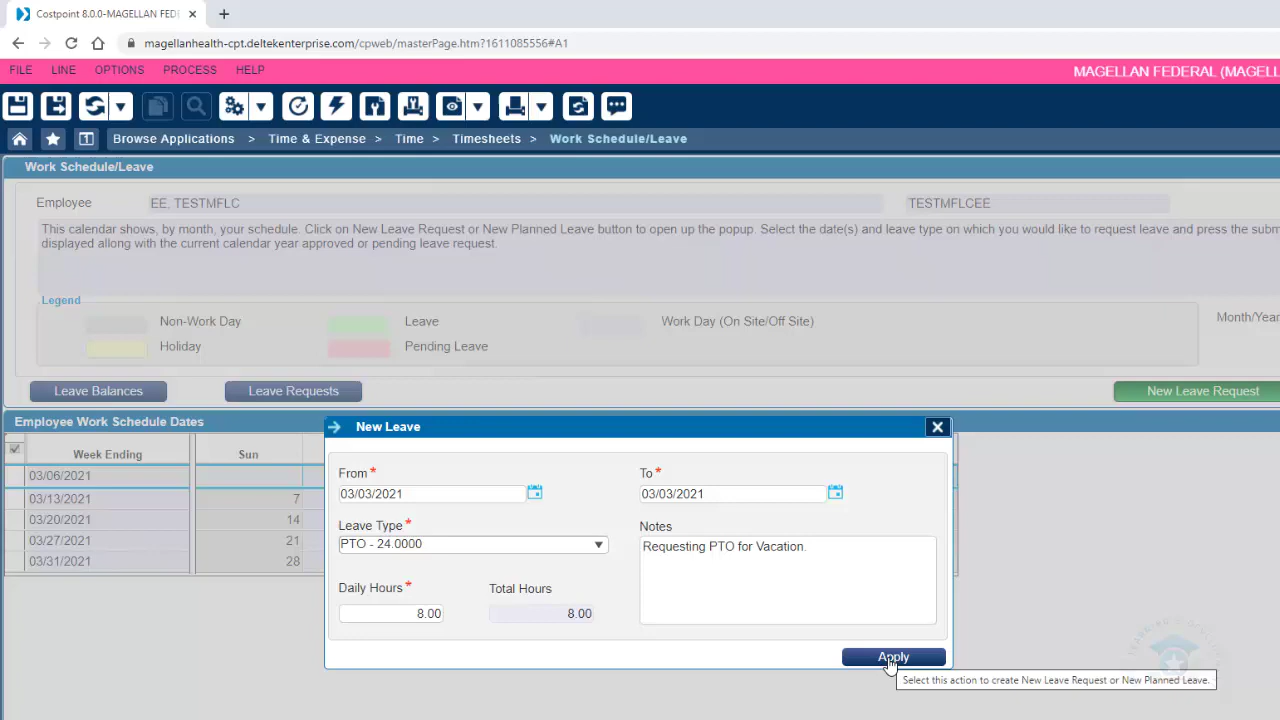 Costpoint 8.0.0-MAGELLAN FEDE
magellanhealth-cpt.deltekenterprise.com/cpweb/masterPage.htm?1611085556#A1
FILE LINE OPTIONS PROCESS HELP
MAGELLAN FEDERAL (MAGELL
1
Browse Applications > Time & Expense > Time > Timesheets > Work Schedule/Leave
Work Schedule/Leave
Employee EE, TESTMFLC TESTMFLCEE
This calendar shows, by month, your schedule. Click on New Leave Request or New Planned Leave button to open up the popup. Select the date(s) and leave type on which you would like to request leave and press the subm
displayed allong with the current calendar year approved or pending leave request.
Legend
Non-Work Day Leave Work Day (On Site/Off Site) Month/Year
Holiday Pending Leave
Leave Balances Leave Requests New Leave Request
Employee Work Schedule Dates
Week Ending Sun
03/06/2021
03/13/2021 7
03/20/2021 14
03/27/2021 21
03/31/2021 28
New Leave
From * To *
03/03/2021 03/03/2021
Leave Type * Notes
PTO - 24.0000 Requesting PTO for Vacation.
Daily Hours * Total Hours
8.00 8.00
Apply
Select this action to create New Leave Request or New Planned Leave.